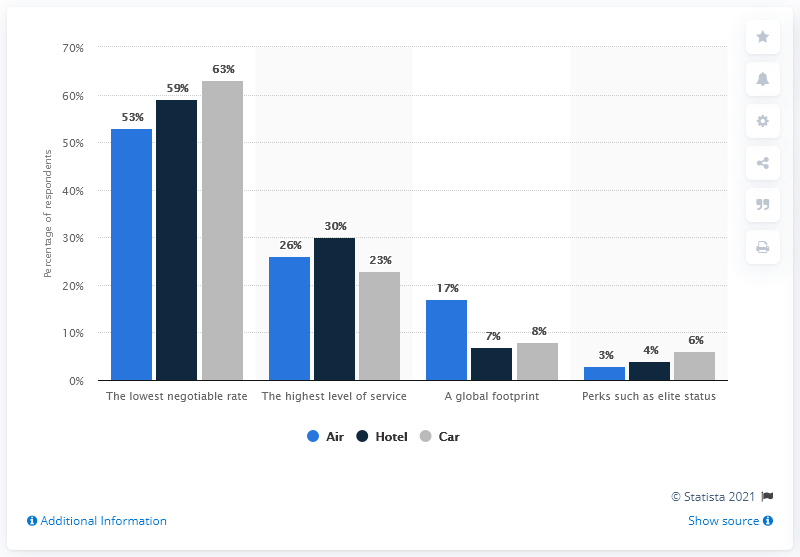 70%
60%
50%
40%
30%
20%
10%
0%
Percentage of respondents
53%
59%
63%
26%
30%
23%
17%
7%
8%
3%
4%
6%
The lowest negotiable rate
The highest level of service
A global footprint
Perks such as elite status
Air Hotel Car
© Statista 2021
Additional Information
Show source